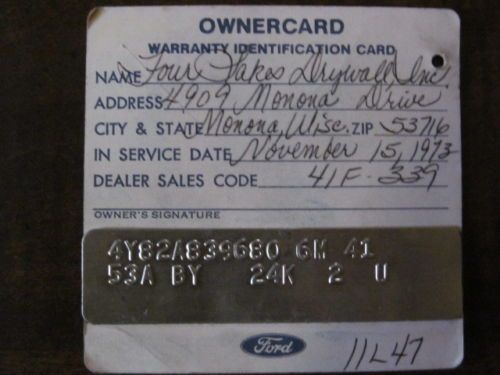 OWNERCARD
WARRANTY IDENTIFICATION CARD
NAME Four Lakes Drywall, Inc.
ADDRESS 4909 Monona Drive
CITY & STATE Monona, Wisc. ZIP 53716
IN SERVICE DATE November 15, 1973
DEALER SALES CODE 41F-339
OWNER'S SIGNATURE
4Y82A839680 6M 41
53A BY 24K 2 U
Ford
11L47